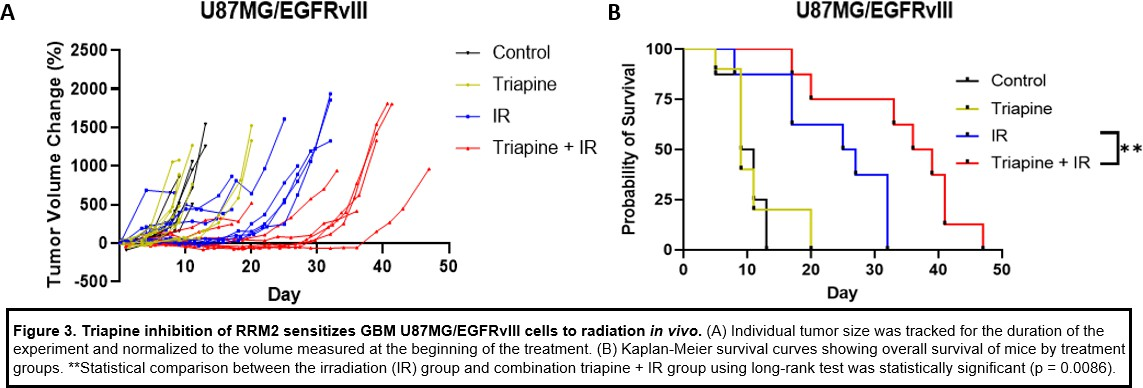 A
U87MG/EGFRvIII
Tumor Volume Change (%)
2500
2000
1500
1000
500
0
-500
10
20
30
40
50
Day
Control
Triapine
IR
Triapine + IR
B
U87MG/EGFRvIII
Probability of Survival
100
75
50
25
0
0
10
20
30
40
50
Day
Control
Triapine
IR
Triapine + IR
**
Figure 3. Triapine inhibition of RRM2 sensitizes GBM U87MG/EGFRvIII cells to radiation in vivo. (A) Individual tumor size was tracked for the duration of the
experiment and normalized to the volume measured at the beginning of the treatment. (B) Kaplan-Meier survival curves showing overall survival of mice by treatment
groups. **Statistical comparison between the irradiation (IR) group and combination triapine + IR group using long-rank test was statistically significant (p = 0.0086).